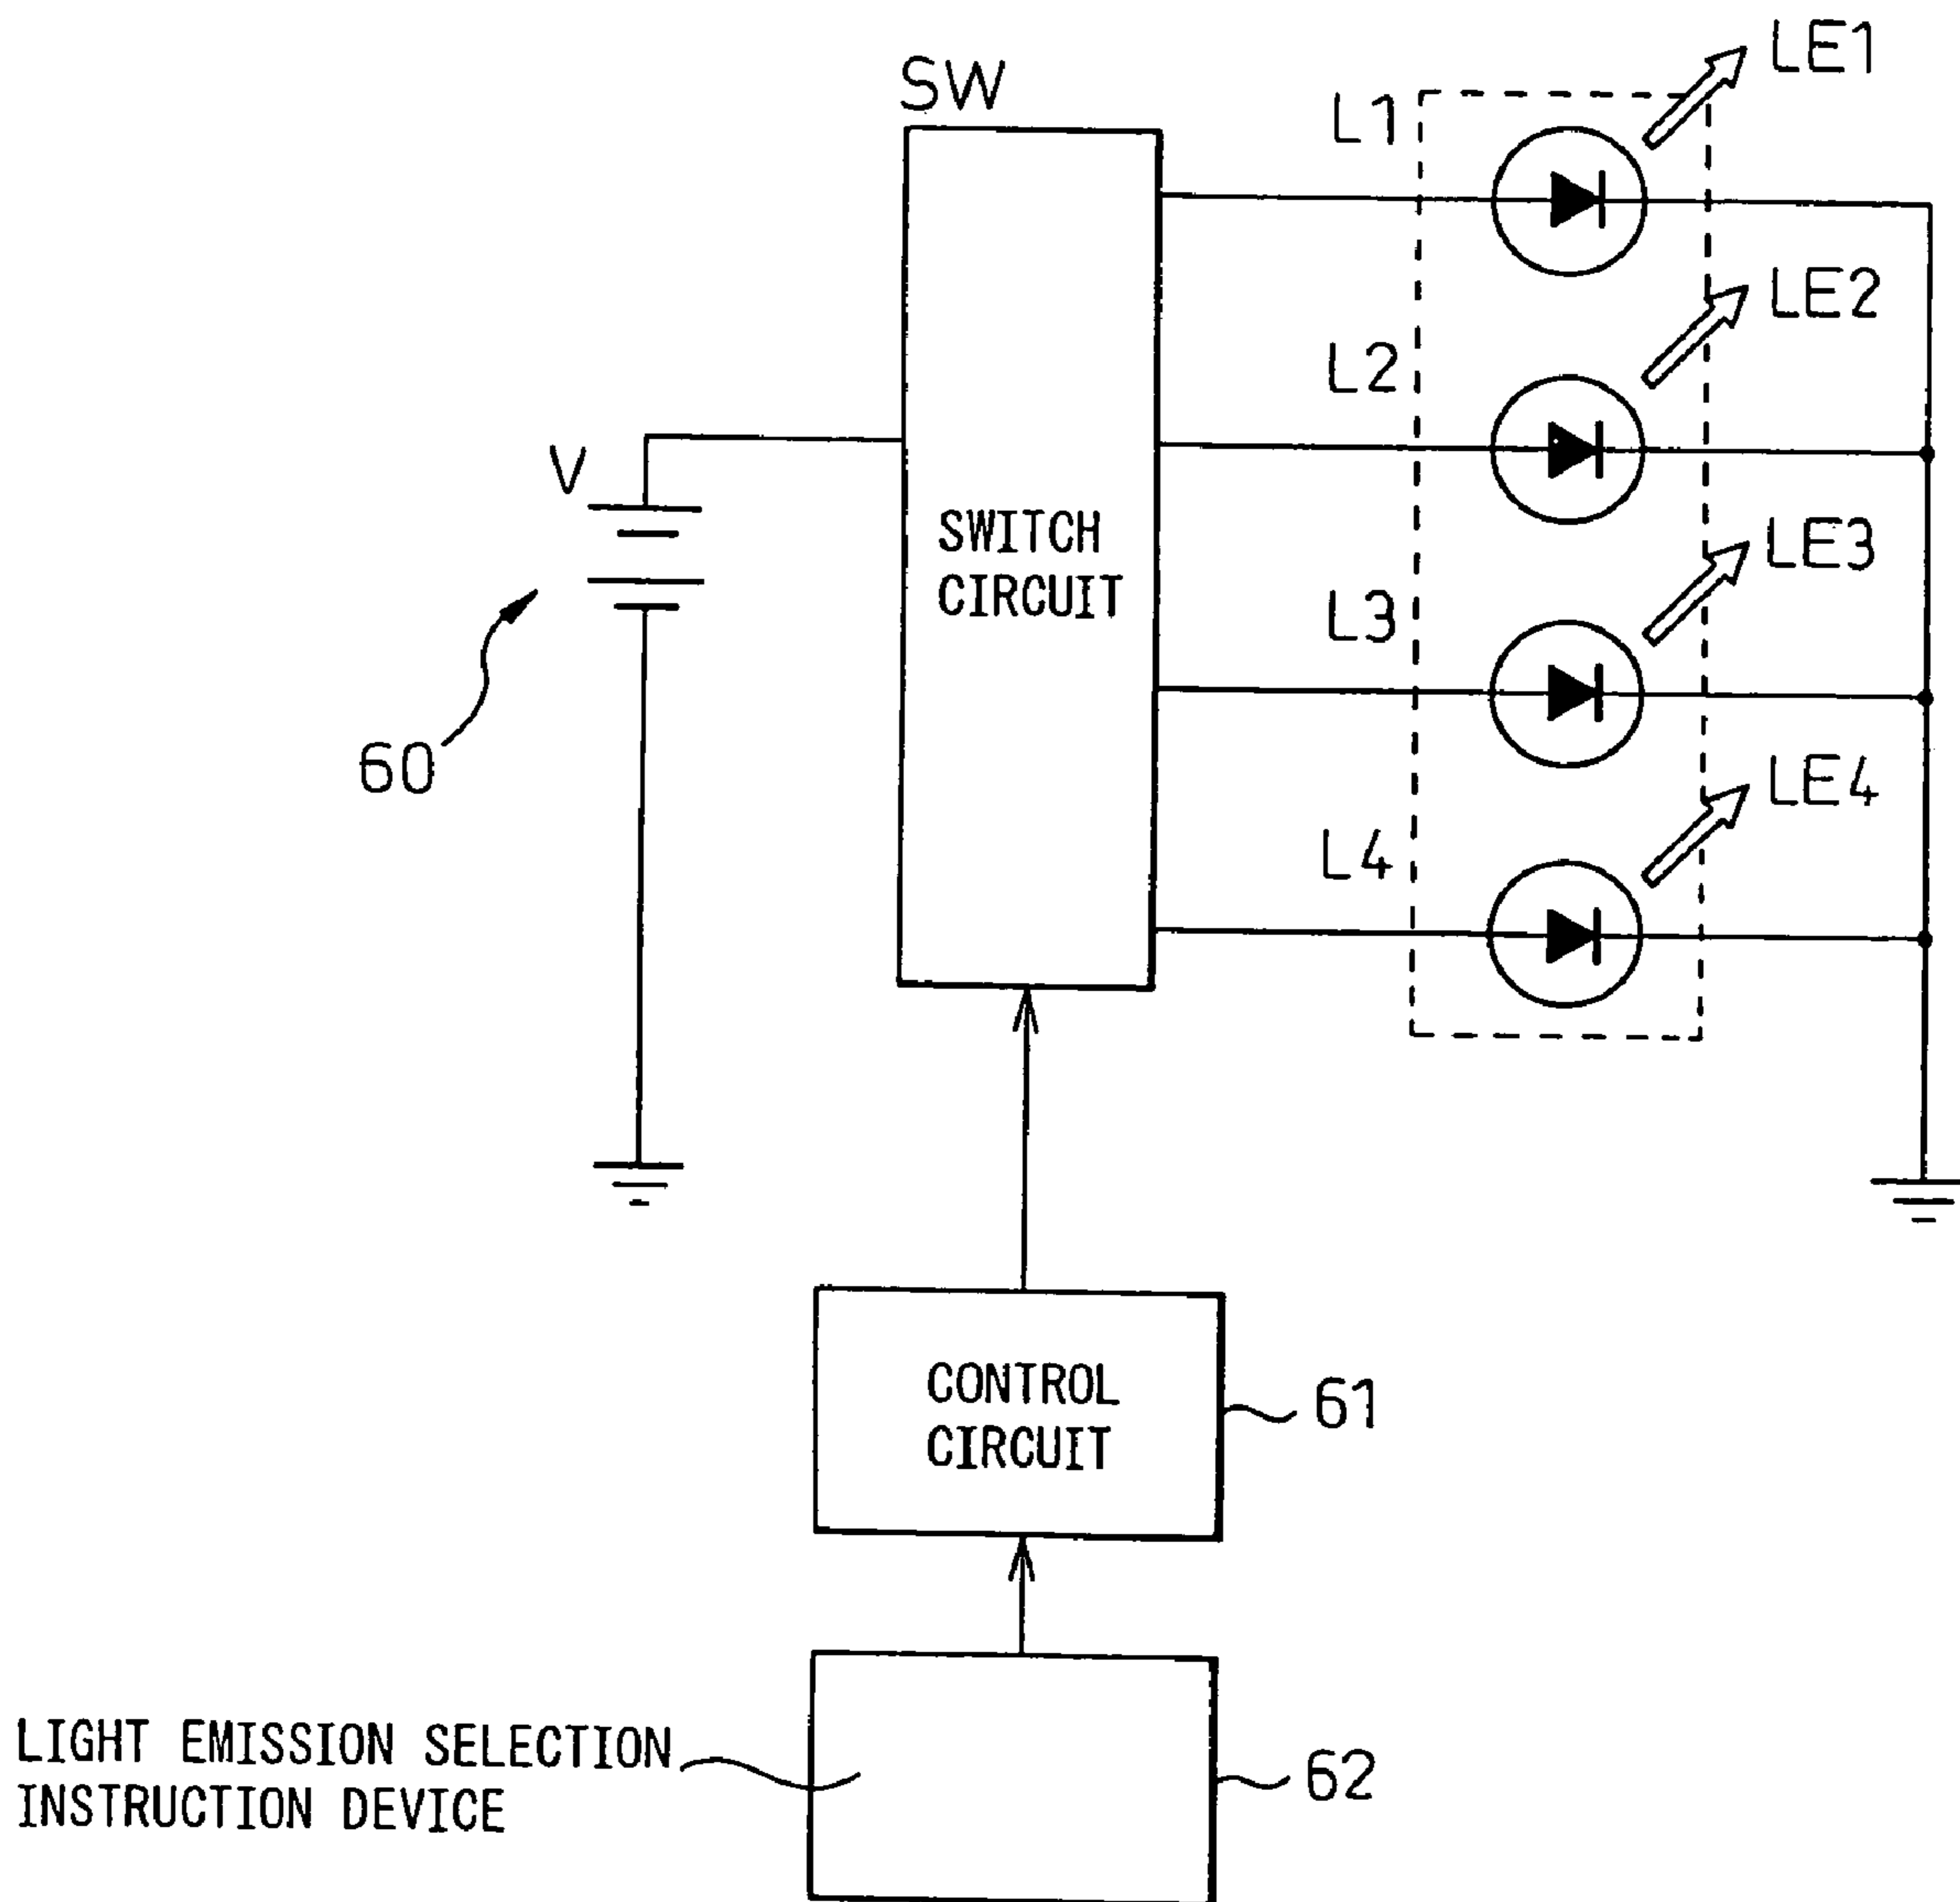 LE1
SW
L1
LE2
L2
V
SWITCH
CIRCUIT
LE3
L3
60
LE4
L4
CONTROL
CIRCUIT
61
LIGHT EMISSION SELECTION
INSTRUCTION DEVICE
62